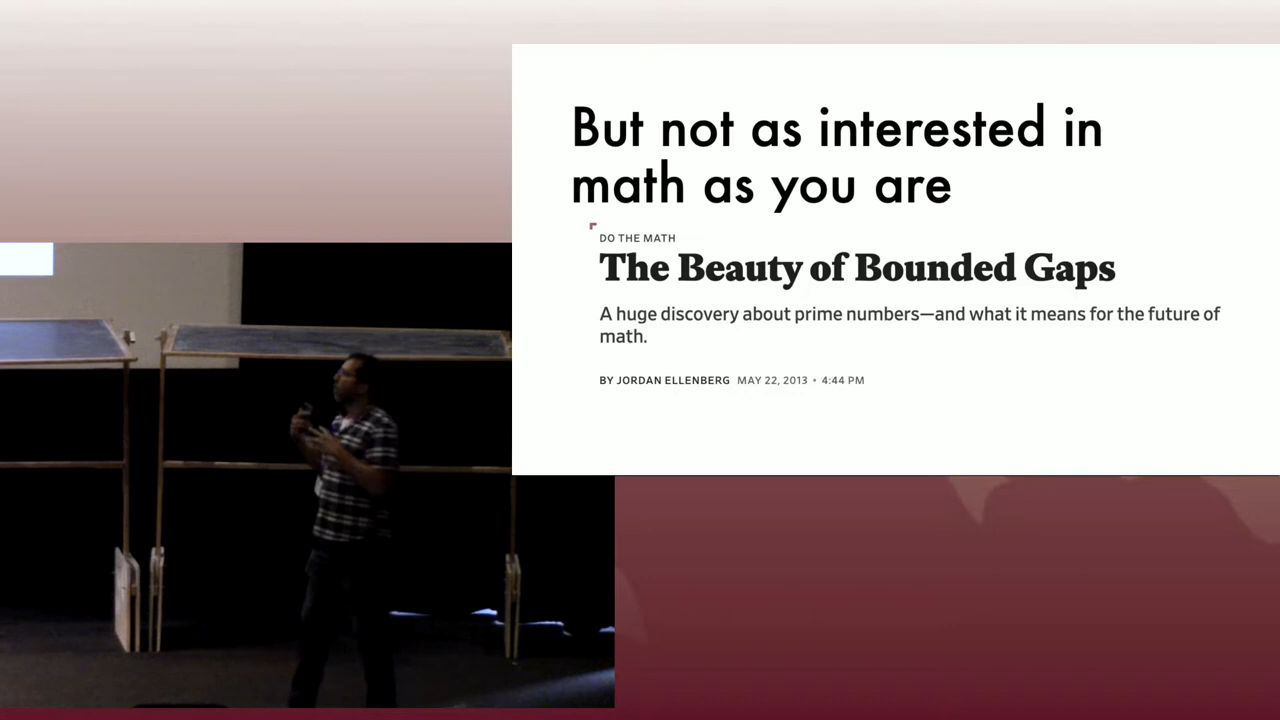 But not as interested in
math as you are
DO THE MATH
The Beauty of Bounded Gaps
A huge discovery about prime numbers—and what it means for the future of
math.
BY JORDAN ELLENBERG MAY 22, 2013 • 4:44 PM